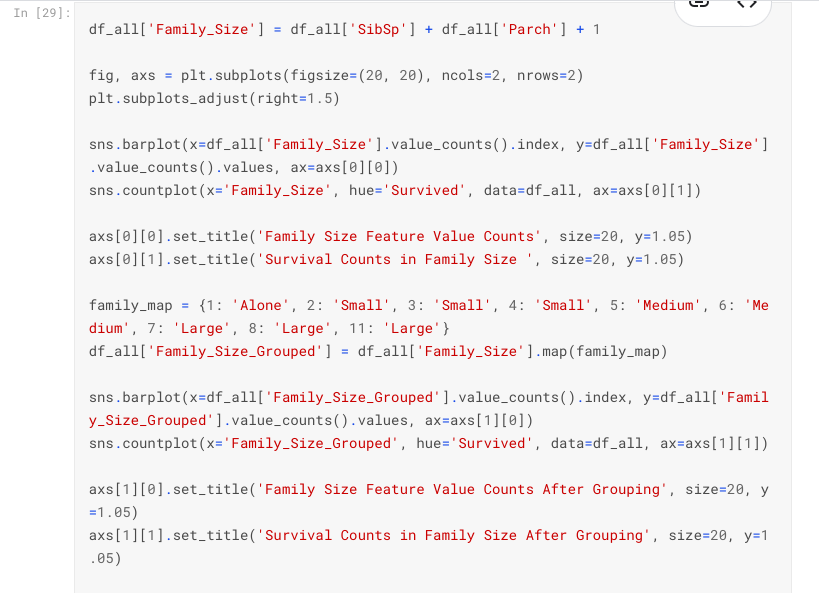 In [29]:
df_all['Family_Size'] = df_all['SibSp'] + df_all['Parch'] + 1
fig, axs = plt.subplots(figsize=(20, 20), ncols=2, nrows=2)
plt.subplots_adjust(right=1.5)
sns.barplot(x=df_all['Family_Size'].value_counts().index, y=df_all['Family_Size']
.value_counts().values, ax=axs[0][0])
sns.countplot(x='Family_Size', hue='Survived', data=df_all, ax=axs[0][1])
axs[0][0].set_title('Family Size Feature Value Counts', size=20, y=1.05)
axs[0][1].set_title('Survival Counts in Family Size ', size=20, y=1.05)
family_map = {1: 'Alone', 2: 'Small', 3: 'Small', 4: 'Small', 5: 'Medium', 6: 'Me
dium', 7: 'Large', 8: 'Large', 11: 'Large'}
df_all['Family_Size_Grouped'] = df_all['Family_Size'].map(family_map)
sns.barplot(x=df_all['Family_Size_Grouped'].value_counts().index, y=df_all['Famil
y_Size_Grouped'].value_counts().values, ax=axs[1][0])
sns.countplot(x='Family_Size_Grouped', hue='Survived', data=df_all, ax=axs[1][1])
axs[1][0].set_title('Family Size Feature Value Counts After Grouping', size=20, y
=1.05)
axs[1][1].set_title('Survival Counts in Family Size After Grouping', size=20, y=1
.05)